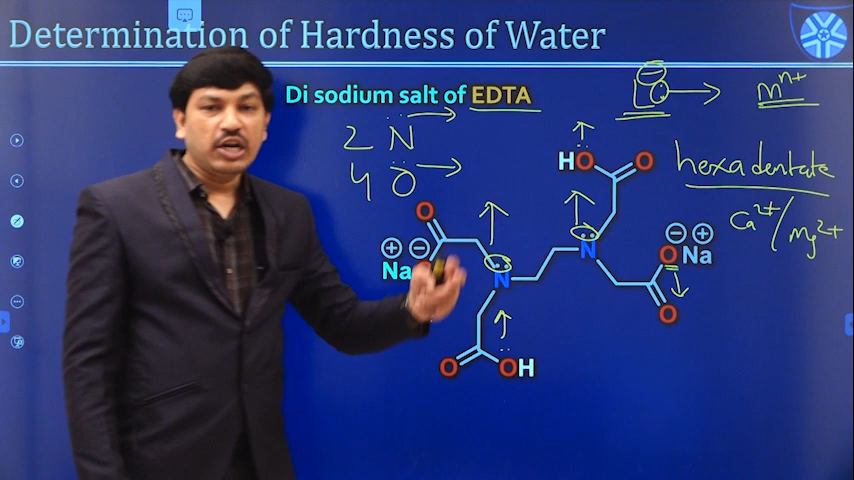 Determination of Hardness of Water
Di sodium salt of EDTA
L
M^n+
2 N
4 O
hexadentate
Ca²⁺/Mg²⁺
HO
O
O
N
O Na
Na
N
O
O
OH